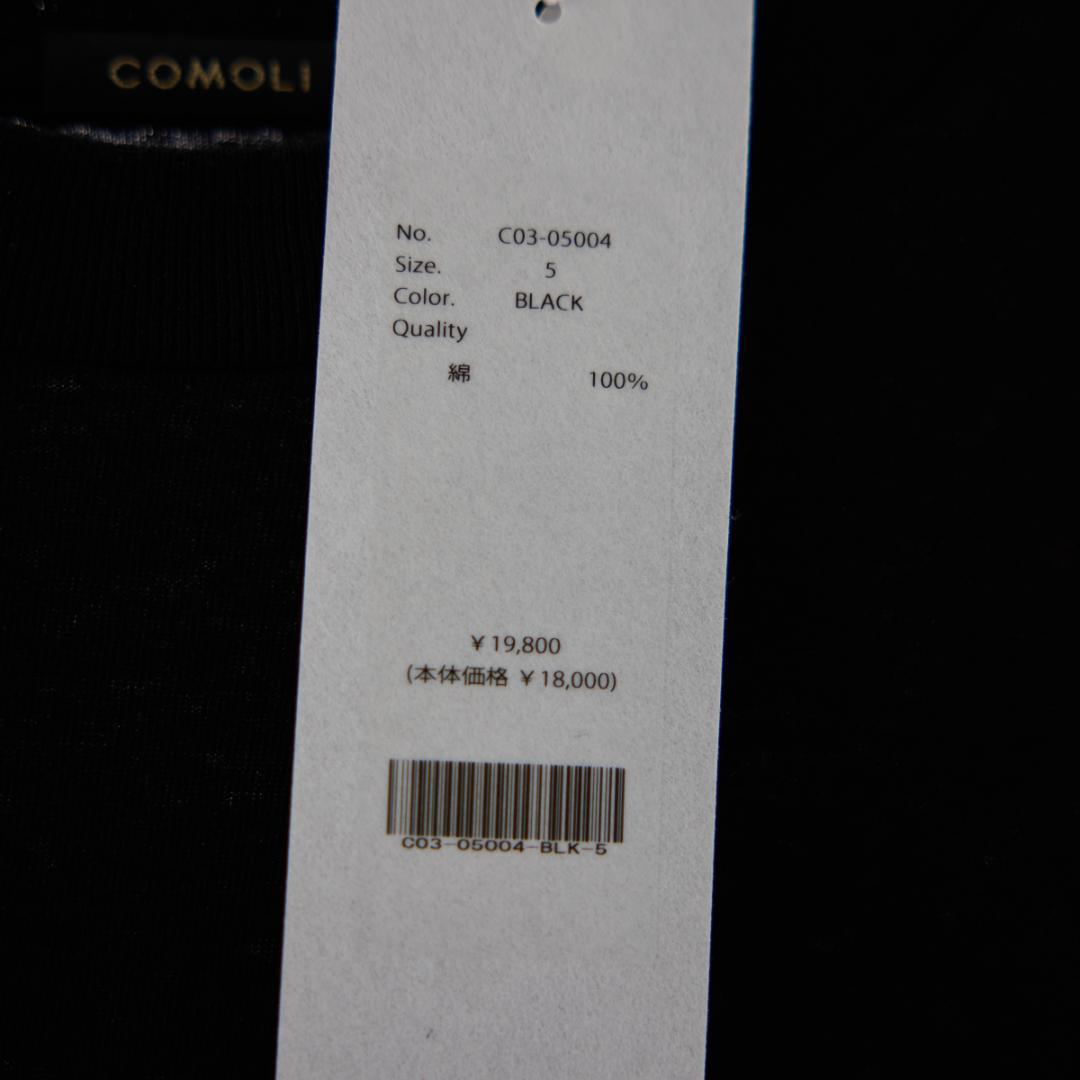 COMOLI
No. C03-05004
Size. 5
Color. BLACK
Quality
綿 100%
¥19,800
(本体価格 ¥18,000)
C03-05004-BLK-5